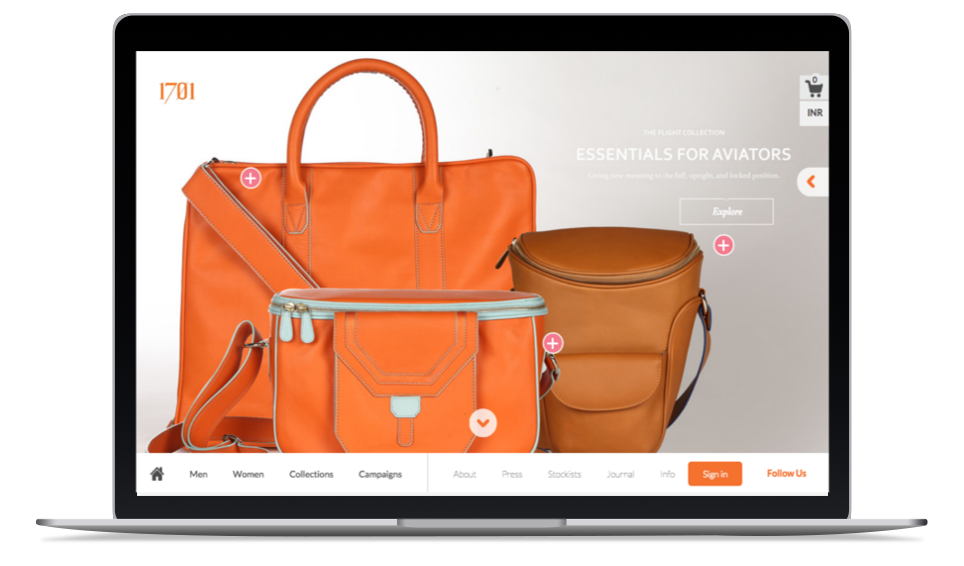 1701
0
INR
THE FLIGHT COLLECTION
ESSENTIALS FOR AVIATORS
Giving new meaning to the full, upright, and locked position.
Explore
Men Women Collections Campaigns About Press Stockists Journal Info Sign in Follow Us